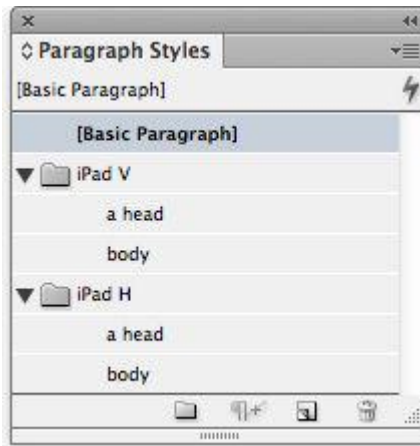 Paragraph Styles
[Basic Paragraph]
[Basic Paragraph]
iPad V
a head
body
iPad H
a head
body